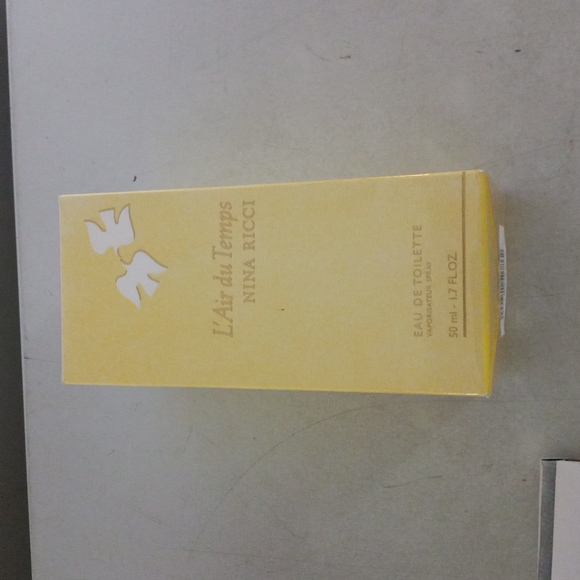 L'Air du Temps
NINA RICCI
EAU DE TOILETTE
VAPORISATEUR SPRAY
50 ml - 1.7 FL.OZ.